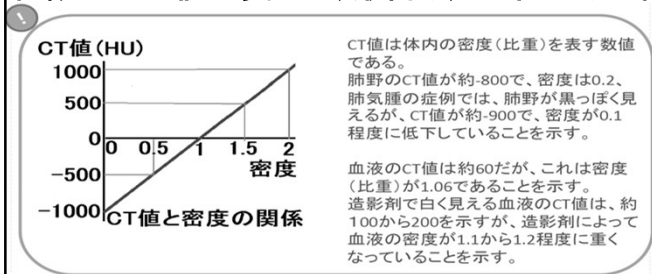 !
CT値(HU)
1000
500
0
-500
-1000
0 0.5 1 1.5 2
密度
CT値と密度の関係
CT値は体内の密度(比重)を表す数値
である。
肺野のCT値が約-800で、密度は0.2、
肺気腫の症例では、肺野が黒っぽく見
えるが、CT値が約-900で、密度が0.1
程度に低下していることを示す。
血液のCT値は約60だが、これは密度
(比重)が1.06であることを示す。
造影剤で白く見える血液のCT値は、約
100から200を示すが、造影剤によって
血液の密度が1.1から1.2程度に重く
なっていることを示す。